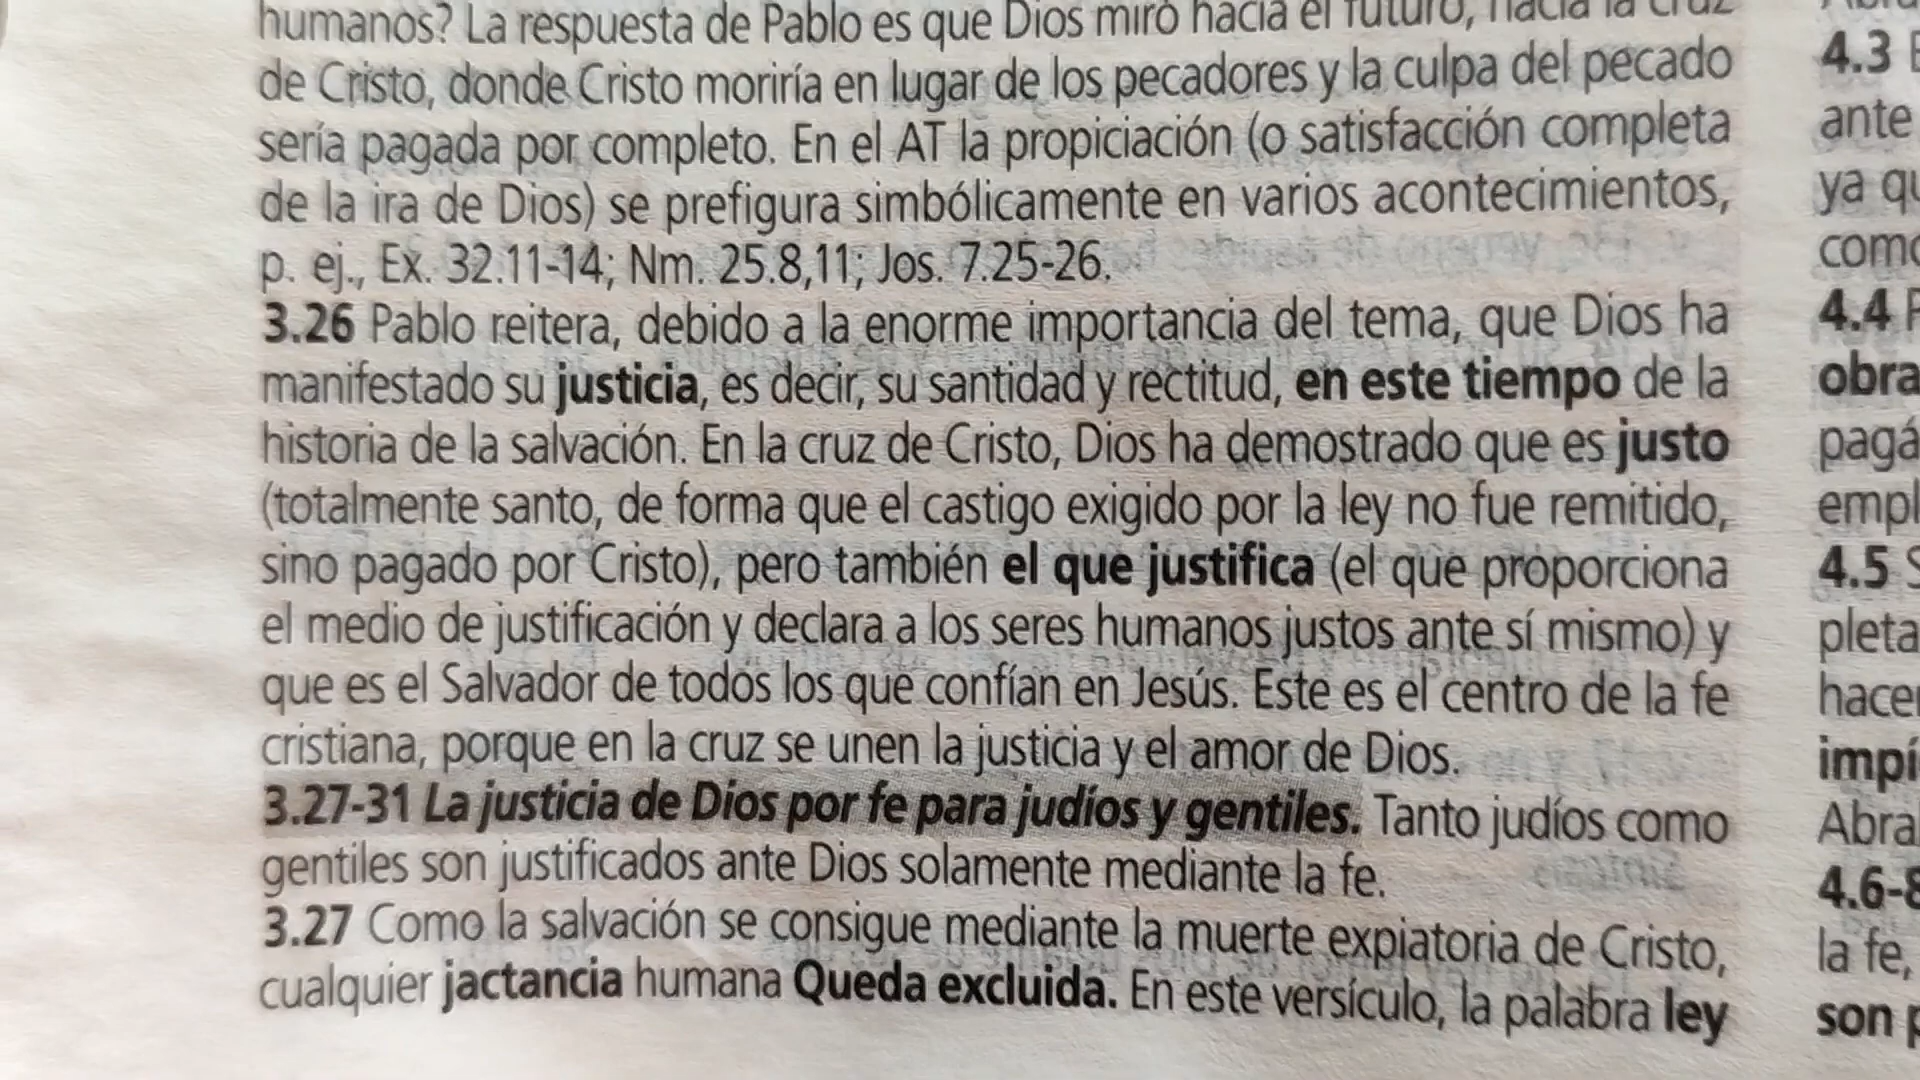 humanos? La respuesta de Pablo es que Dios miró hacia el futuro, hacia la cruz
de Cristo, donde Cristo moriría en lugar de los pecadores y la culpa del pecado
sería pagada por completo. En el AT la propiciación (o satisfacción completa
de la ira de Dios) se prefigura simbólicamente en varios acontecimientos,
p. ej., Ex. 32.11-14; Nm. 25.8,11; Jos. 7.25-26.
3.26 Pablo reitera, debido a la enorme importancia del tema, que Dios ha
manifestado su justicia, es decir, su santidad y rectitud, en este tiempo de la
historia de la salvación. En la cruz de Cristo, Dios ha demostrado que es justo
(totalmente santo, de forma que el castigo exigido por la ley no fue remitido,
sino pagado por Cristo), pero también el que justifica (el que proporciona
el medio de justificación y declara a los seres humanos justos ante sí mismo) y
que es el Salvador de todos los que confían en Jesús. Este es el centro de la fe
cristiana, porque en la cruz se unen la justicia y el amor de Dios.
3.27-31 La justicia de Dios por fe para judíos y gentiles. Tanto judíos como
gentiles son justificados ante Dios solamente mediante la fe.
3.27 Como la salvación se consigue mediante la muerte expiatoria de Cristo,
cualquier jactancia humana Queda excluida. En este versículo, la palabra ley
4.3
ante
ya
4.4
obra
4.5
4.6-8
la fe,
son